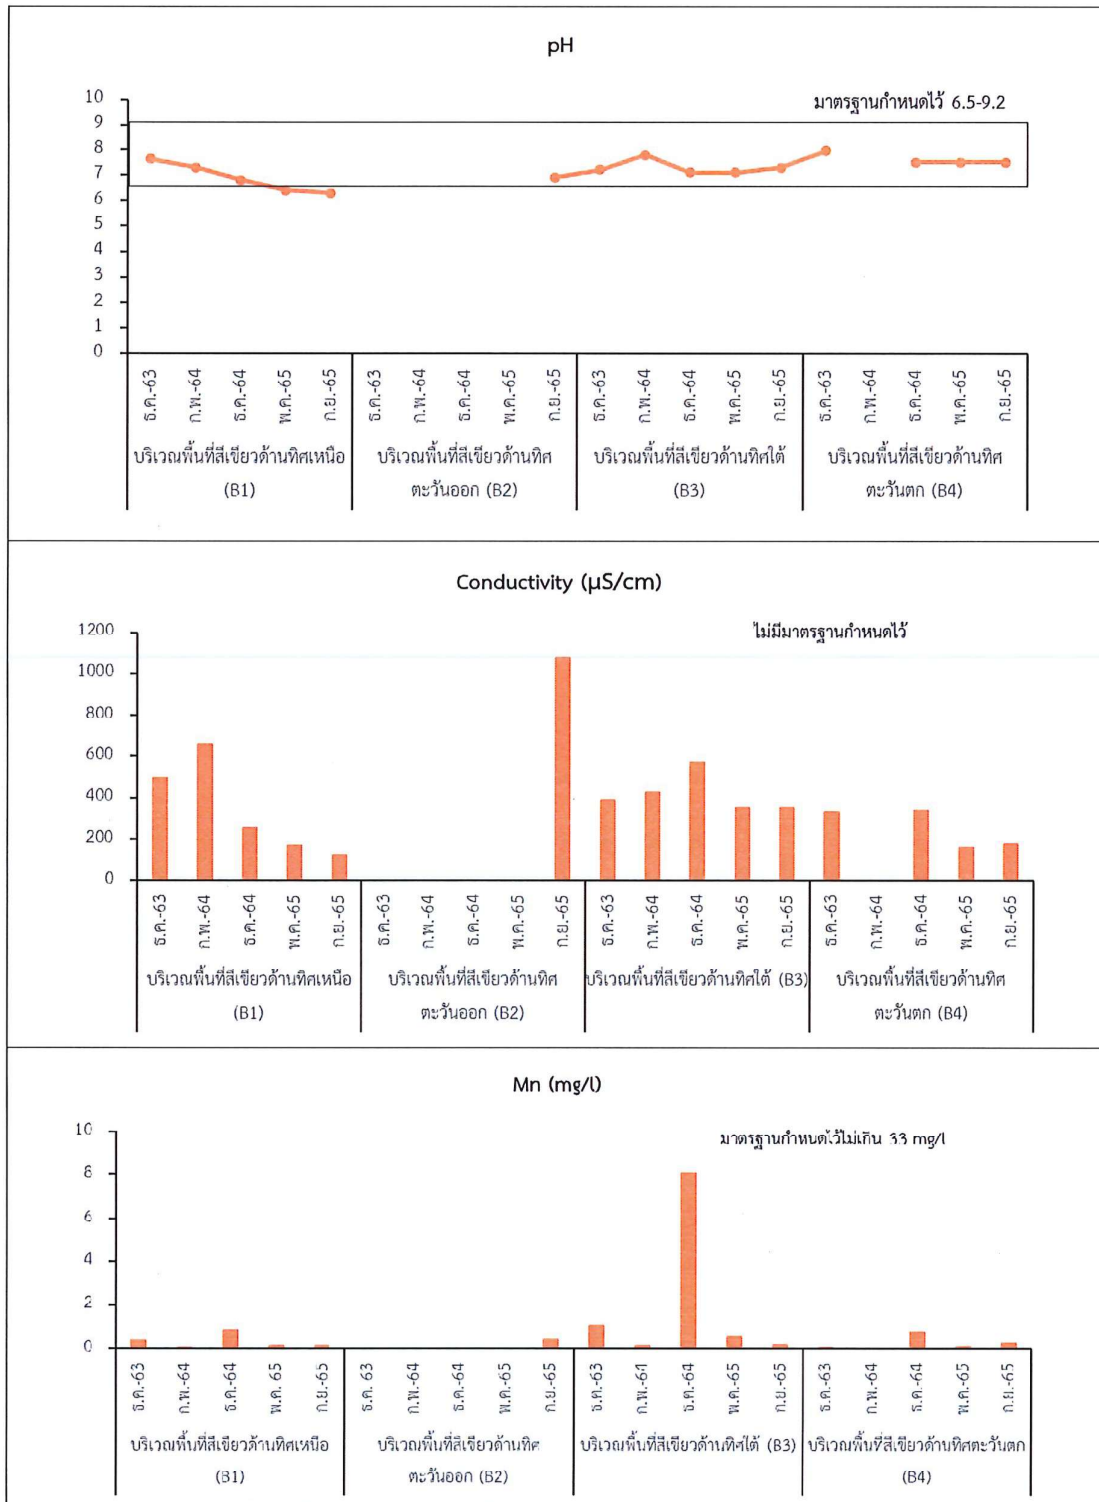 pH
มาตรฐานกำหนดไว้ 6.5-9.2
10
9
8
7
6
5
4
3
2
1
0
ธ.ค.-63 ก.พ.-64 ธ.ค.-64 พ.ค.-65 ก.ย.-65 ธ.ค.-63 ก.พ.-64 ธ.ค.-64 พ.ค.-65 ก.ย.-65 ธ.ค.-63 ก.พ.-64 ธ.ค.-64 พ.ค.-65 ก.ย.-65 ธ.ค.-63 ก.พ.-64 ธ.ค.-64 พ.ค.-65 ก.ย.-65
บริเวณพื้นที่สีเขียวด้านทิศเหนือ บริเวณพื้นที่สีเขียวด้านทิศ บริเวณพื้นที่สีเขียวด้านทิศใต้ บริเวณพื้นที่สีเขียวด้านทิศ
(B1) ตะวันออก (B2) (B3) ตะวันตก (B4)
Conductivity (µS/cm)
ไม่มีมาตรฐานกำหนดไว้
1200
1000
800
600
400
200
0
ธ.ค.-63 ก.พ.-64 ธ.ค.-64 พ.ค.-65 ก.ย.-65 ธ.ค.-63 ก.พ.-64 ธ.ค.-64 พ.ค.-65 ก.ย.-65 ธ.ค.-63 ก.พ.-64 ธ.ค.-64 พ.ค.-65 ก.ย.-65 ธ.ค.-63 ก.พ.-64 ธ.ค.-64 พ.ค.-65 ก.ย.-65
บริเวณพื้นที่สีเขียวด้านทิศเหนือ บริเวณพื้นที่สีเขียวด้านทิศ บริเวณพื้นที่สีเขียวด้านทิศใต้ (B3) บริเวณพื้นที่สีเขียวด้านทิศ
(B1) ตะวันออก (B2) ตะวันตก (B4)
Mn (mg/l)
มาตรฐานกำหนดไว้ไม่เกิน 33 mg/l
10
8
6
4
2
0
ธ.ค.-63 ก.พ.-64 ธ.ค.-64 พ.ค.-65 ก.ย.-65 ธ.ค.63 ก.พ.-64 ธ.ค.-64 พ.ค.-65 ก.ย.-65 ธ.ค.-63 ก.พ.-64 ธ.ค.-64 พ.ค.-65 ก.ย.-65 ธ.ค.-63 ก.พ.-64 ธ.ค.-64 พ.ค.-65 ก.ย.-65
บริเวณพื้นที่สีเขียวด้านทิศเหนือ บริเวณพื้นที่สีเขียวด้านทิศ บริเวณพื้นที่สีเขียวด้านทิศใต้ (B3) บริเวณพื้นที่สีเขียวด้านทิศตะวันตก
(B1) ตะวันออก (B2) (B4)